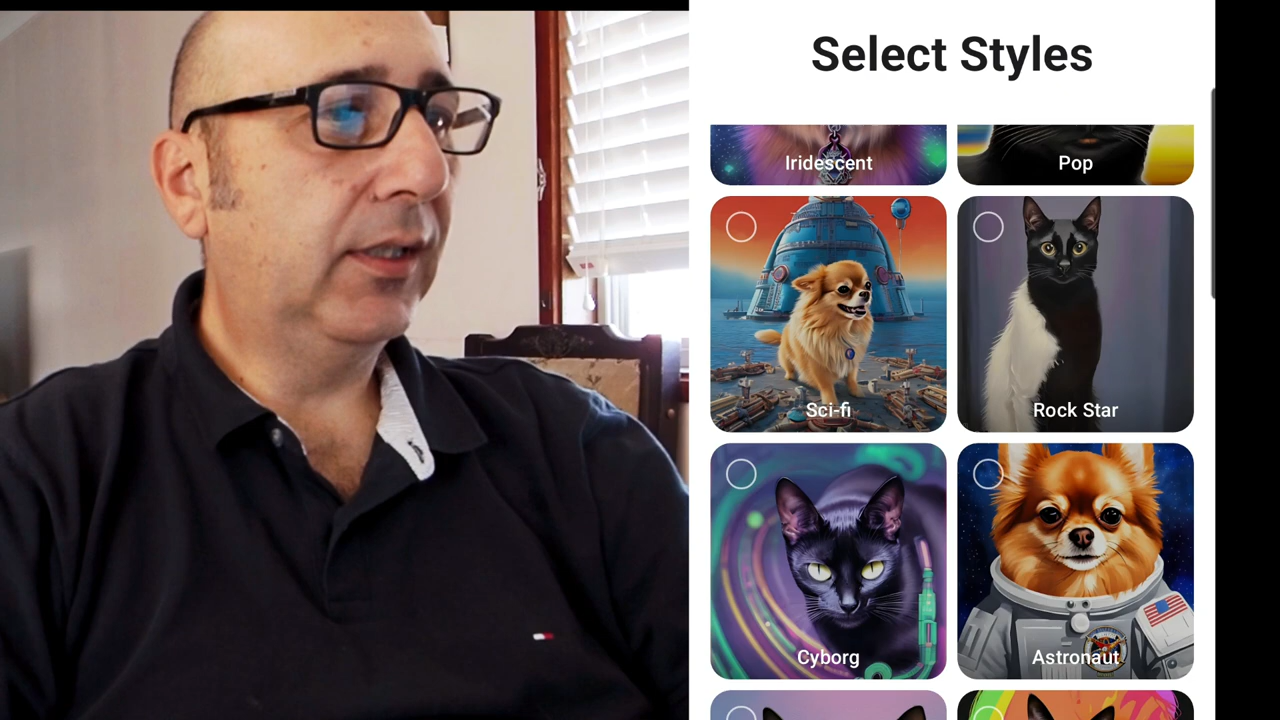 Select Styles
Iridescent
Pop
Sci-fi
Rock Star
Cyborg
Astronaut